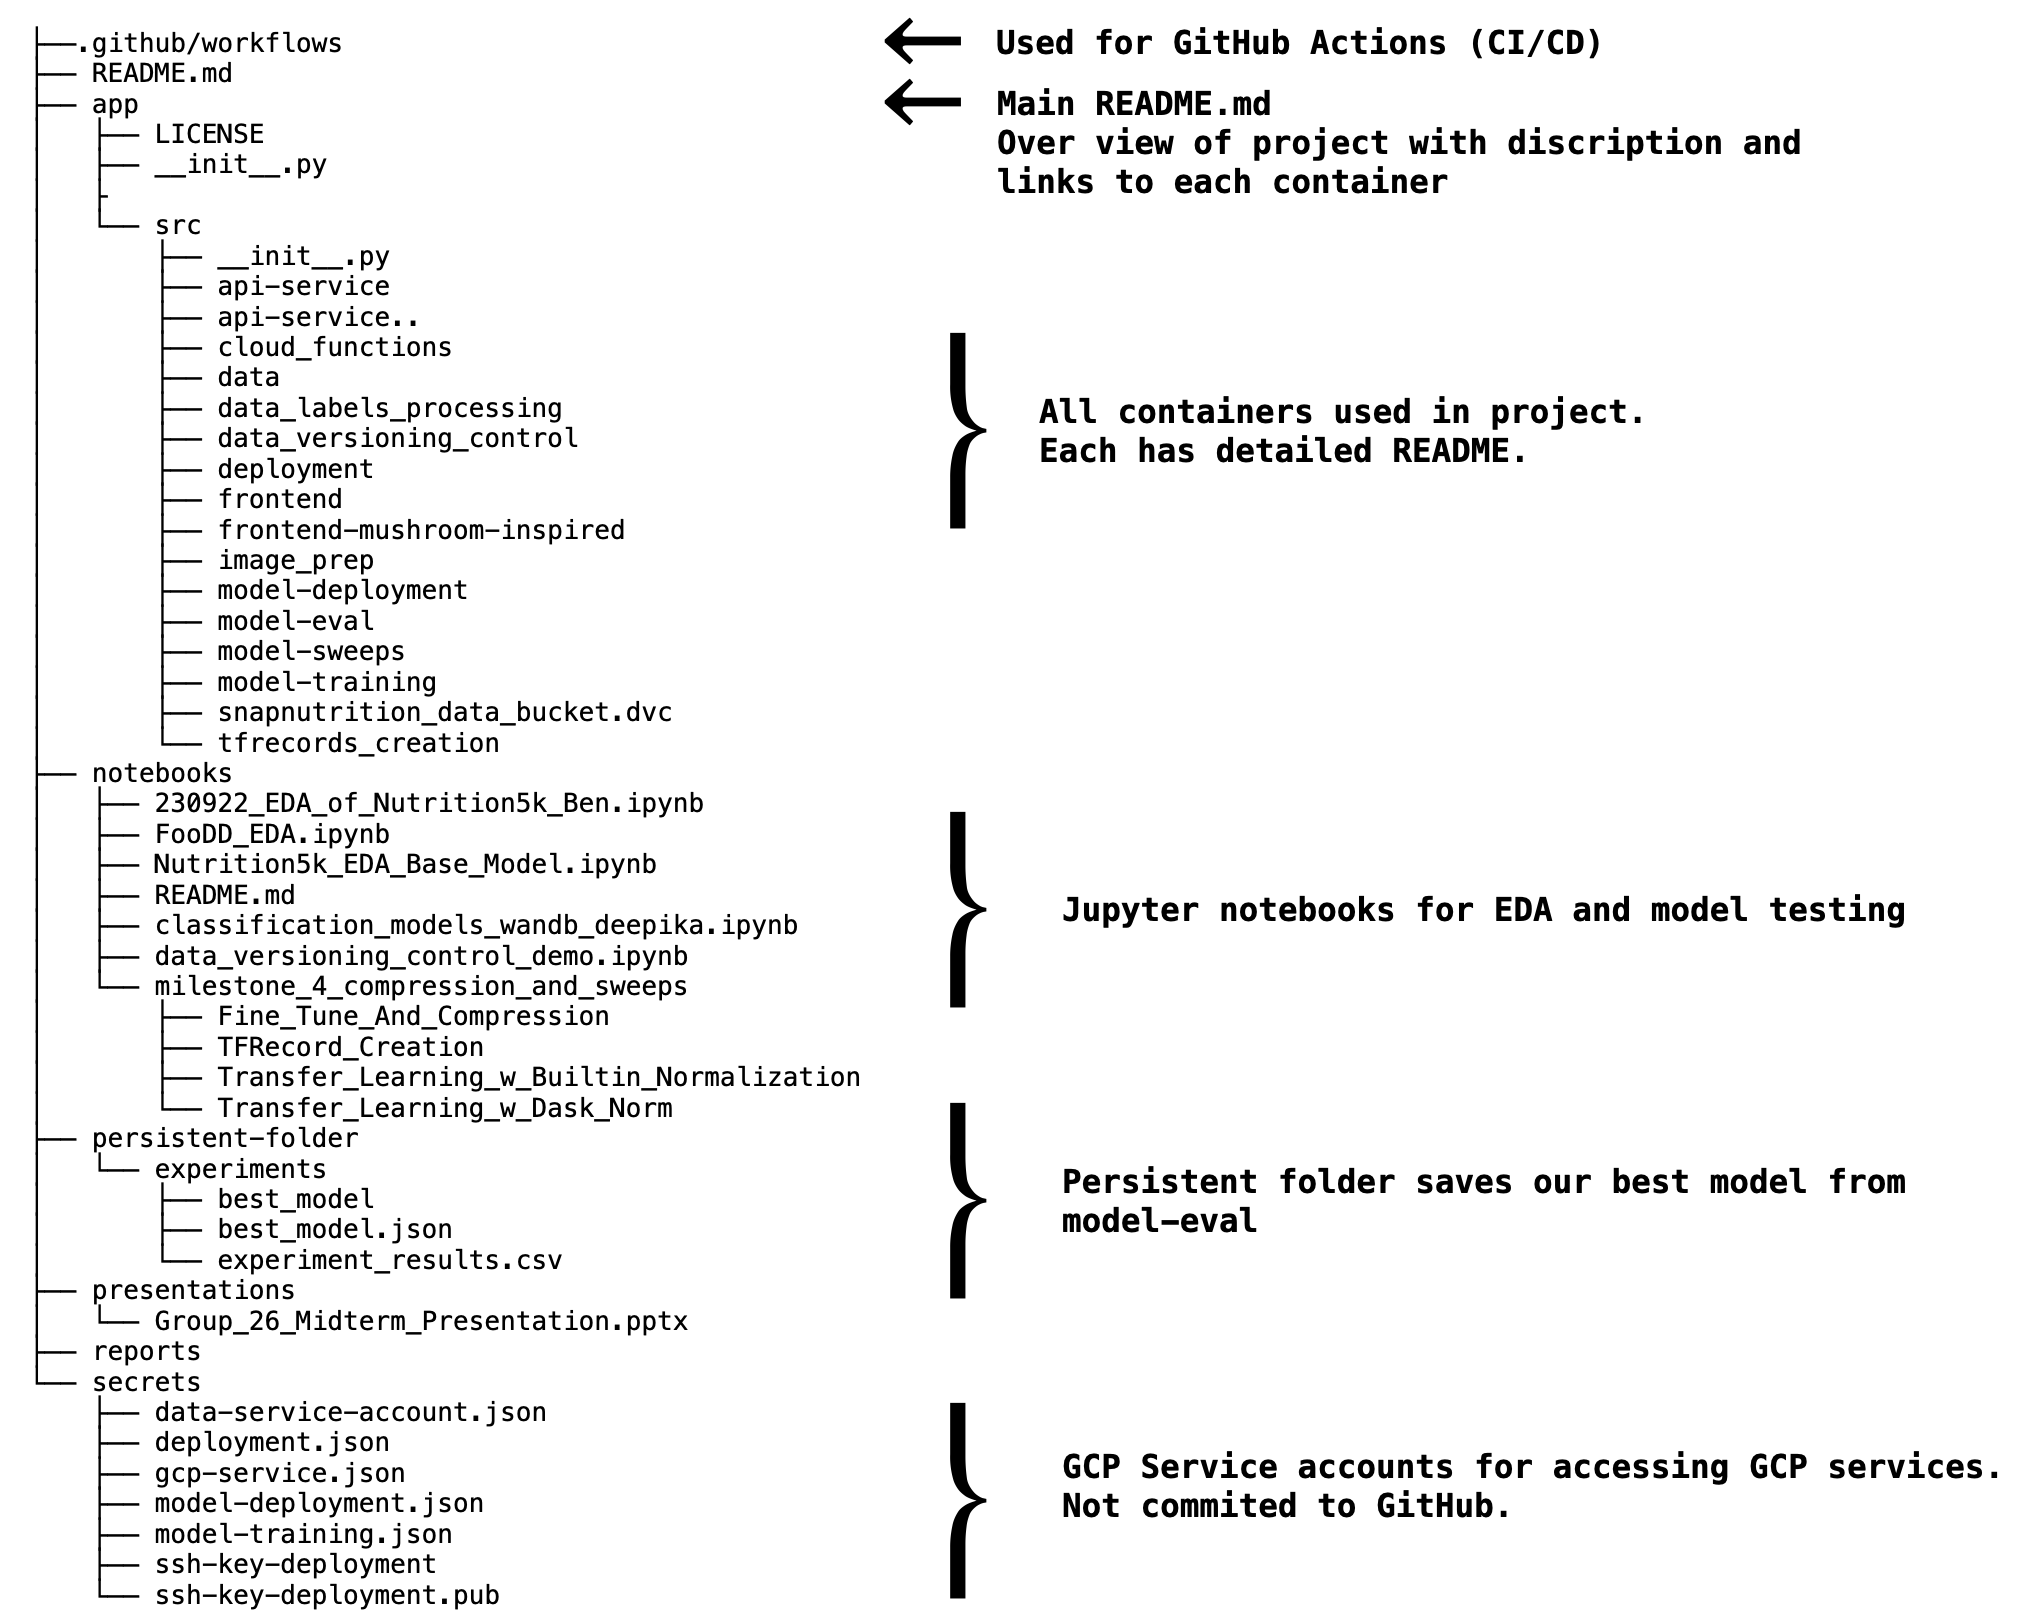 ├──.github/workflows
├── README.md
├── app
│   ├── LICENSE
│   ├── __init__.py
│   ├
│   └── src
│       ├── __init__.py
│       ├── api-service
│       ├── api-service..
│       ├── cloud_functions
│       ├── data
│       ├── data_labels_processing
│       ├── data_versioning_control
│       ├── deployment
│       ├── frontend
│       ├── frontend-mushroom-inspired
│       ├── image_prep
│       ├── model-deployment
│       ├── model-eval
│       ├── model-sweeps
│       ├── model-training
│       ├── snapnutrition_data_bucket.dvc
│       └── tfrecords_creation
├── notebooks
│   ├── 230922_EDA_of_Nutrition5k_Ben.ipynb
│   ├── FooDD_EDA.ipynb
│   ├── Nutrition5k_EDA_Base_Model.ipynb
│   ├── README.md
│   ├── classification_models_wandb_deepika.ipynb
│   ├── data_versioning_control_demo.ipynb
│   └── milestone_4_compression_and_sweeps
│       ├── Fine_Tune_And_Compression
│       ├── TFRecord_Creation
│       ├── Transfer_Learning_w_Builtin_Normalization
│       └── Transfer_Learning_w_Dask_Norm
├── persistent-folder
│   └── experiments
│       ├── best_model
│       ├── best_model.json
│       └── experiment_results.csv
├── presentations
│   └── Group_26_Midterm_Presentation.pptx
├── reports
└── secrets
    ├── data-service-account.json
    ├── deployment.json
    ├── gcp-service.json
    ├── model-deployment.json
    ├── model-training.json
    ├── ssh-key-deployment
    └── ssh-key-deployment.pub
Used for GitHub Actions (CI/CD)
Main README.md
Over view of project with discription and
links to each container
All containers used in project.
Each has detailed README.
Jupyter notebooks for EDA and model testing
Persistent folder saves our best model from
model-eval
GCP Service accounts for accessing GCP services.
Not commited to GitHub.